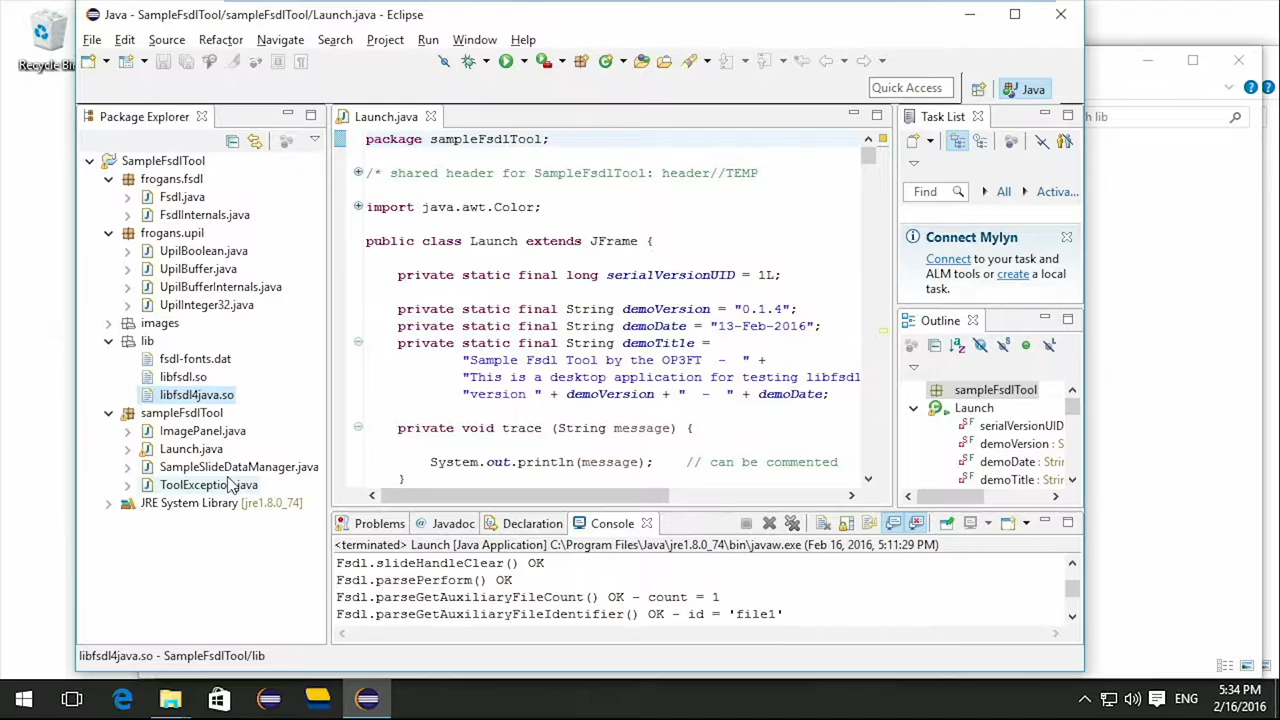 Recycle Bin
Java - SampleFsdlTool/sampleFsdlTool/Launch.java - Eclipse
File Edit Source Refactor Navigate Search Project Run Window Help
Quick Access
Java
ch lib
Package Explorer
SampleFsdlTool
frogans.fsdl
Fsdl.java
FsdlInternals.java
frogans.upil
UpilBoolean.java
UpilBuffer.java
UpilBufferInternals.java
UpilInteger32.java
images
lib
fsdl-fonts.dat
libfsdl.so
libfsdl4java.so
sampleFsdlTool
ImagePanel.java
Launch.java
SampleSlideDataManager.java
ToolException.java
JRE System Library [jre1.8.0_74]
Launch.java
package sampleFsdlTool;
/* shared header for SampleFsdlTool: header//TEMP
import java.awt.Color;
public class Launch extends JFrame {
private static final long serialVersionUID = 1L;
private static final String demoVersion = "0.1.4";
private static final String demoDate = "13-Feb-2016";
private static final String demoTitle =
"Sample Fsdl Tool by the OP3FT  -  " +
"This is a desktop application for testing libfsdl
"version " + demoVersion + "  -  " + demoDate;
private void trace (String message) {
System.out.println(message);    // can be commented
}
Task List
Find All Activa...
Connect Mylyn
Connect to your task and
ALM tools or create a local
task.
Outline
sampleFsdlTool
Launch
serialVersionUID
demoVersion : S
demoDate : Strin
demoTitle : Strin
Problems Javadoc Declaration Console
<terminated> Launch [Java Application] C:\Program Files\Java\jre1.8.0_74\bin\javaw.exe (Feb 16, 2016, 5:11:29 PM)
Fsdl.slideHandleClear() OK
Fsdl.parsePerform() OK
Fsdl.parseGetAuxiliaryFileCount() OK - count = 1
Fsdl.parseGetAuxiliaryFileIdentifier() OK - id = 'file1'
libfsdl4java.so - SampleFsdlTool/lib
ENG
5:34 PM
2/16/2016